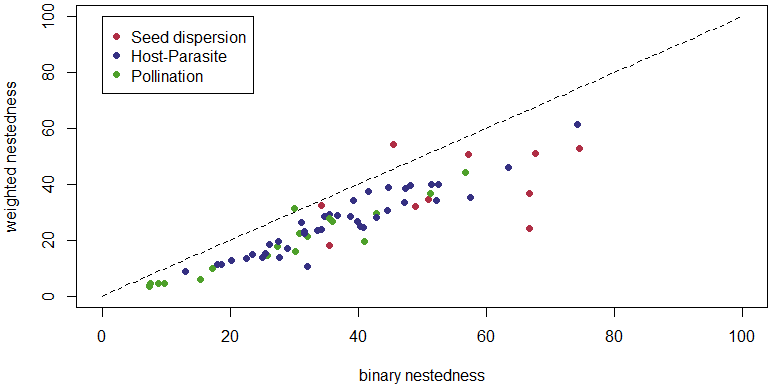 Seed dispersion
Host-Parasite
Pollination
weighted nestedness
100
80
60
40
20
0
0 20 40 60 80 100
binary nestedness